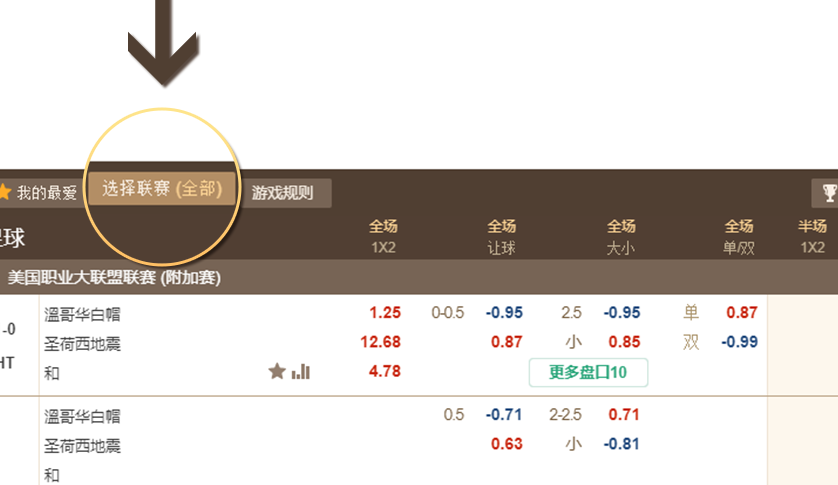 我的最爱 选择联赛 (全部) 游戏规则
球 全场 全场 全场 全场 半场
1X2 让球 大小 单/双 1X2
美国职业大联盟联赛 (附加赛)
溫哥华白帽 1.25 0-0.5 -0.95 2.5 -0.95 单 0.87
-0
圣荷西地震 12.68 0.87 小 0.85 双 -0.99
HT
和 4.78 更多盘口10
溫哥华白帽 0.5 -0.71 2-2.5 0.71
圣荷西地震 0.63 小 -0.81
和